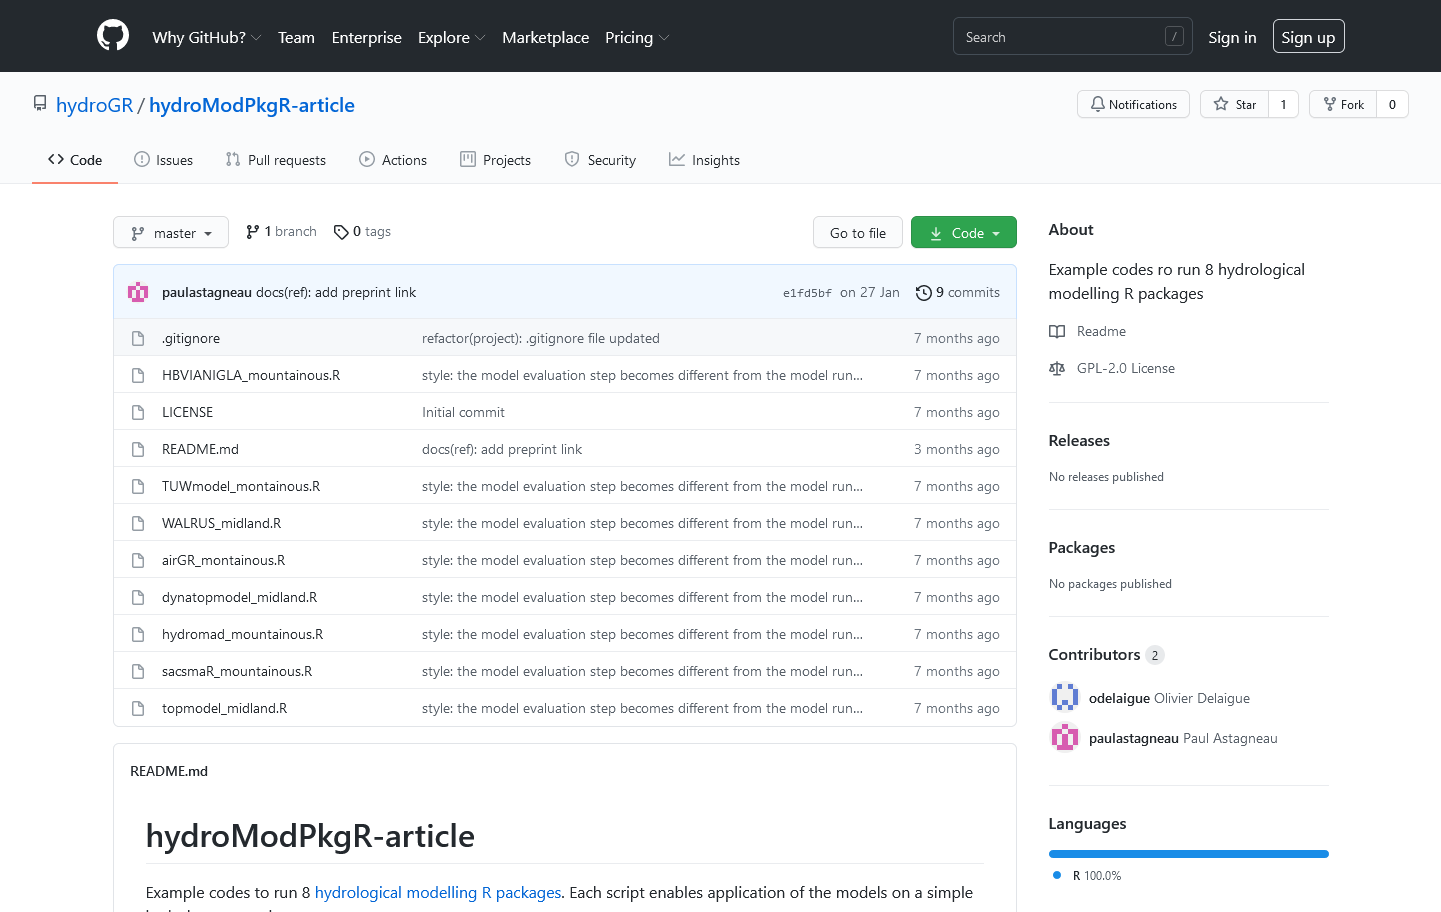 Why GitHub? Team Enterprise Explore Marketplace Pricing Search / Sign in Sign up
hydroGR / hydroModPkgR-article Notifications Star 1 Fork 0
Code Issues Pull requests Actions Projects Security Insights
master 1 branch 0 tags Go to file Code
paulastagneau docs(ref): add preprint link e1fd5bf on 27 Jan 9 commits
.gitignore refactor(project): .gitignore file updated 7 months ago
HBVIANIGLA_mountainous.R style: the model evaluation step becomes different from the model run... 7 months ago
LICENSE Initial commit 7 months ago
README.md docs(ref): add preprint link 3 months ago
TUWmodel_montainous.R style: the model evaluation step becomes different from the model run... 7 months ago
WALRUS_midland.R style: the model evaluation step becomes different from the model run... 7 months ago
airGR_montainous.R style: the model evaluation step becomes different from the model run... 7 months ago
dynatopmodel_midland.R style: the model evaluation step becomes different from the model run... 7 months ago
hydromad_mountainous.R style: the model evaluation step becomes different from the model run... 7 months ago
sacsmaR_mountainous.R style: the model evaluation step becomes different from the model run... 7 months ago
topmodel_midland.R style: the model evaluation step becomes different from the model run... 7 months ago
README.md
hydroModPkgR-article
Example codes to run 8 hydrological modelling R packages. Each script enables application of the models on a simple
About
Example codes ro run 8 hydrological
modelling R packages
Readme
GPL-2.0 License
Releases
No releases published
Packages
No packages published
Contributors 2
odelaigue Olivier Delaigue
paulastagneau Paul Astagneau
Languages
R 100.0%